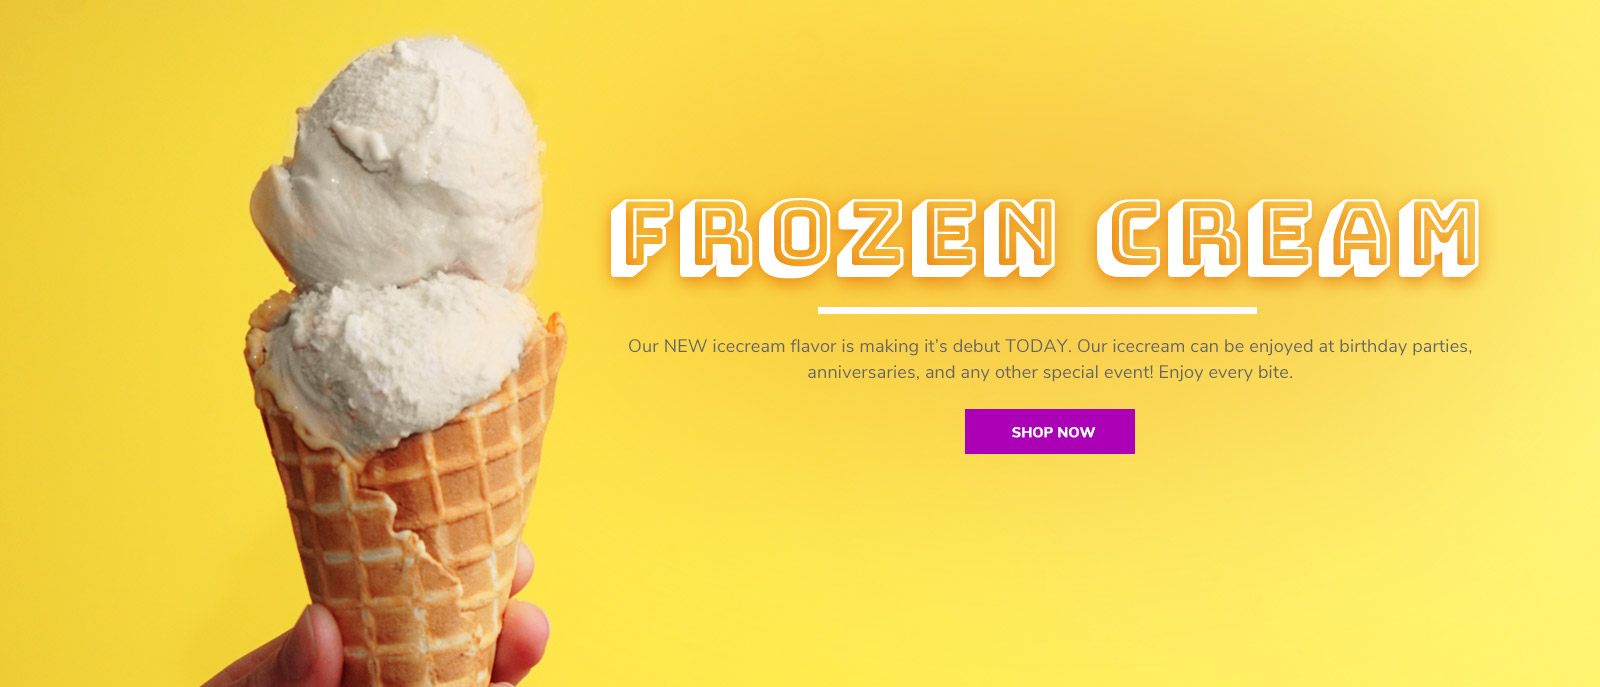 FROZEN CREAM
Our NEW icecream flavor is making it’s debut TODAY. Our icecream can be enjoyed at birthday parties,
anniversaries, and any other special event! Enjoy every bite.
SHOP NOW